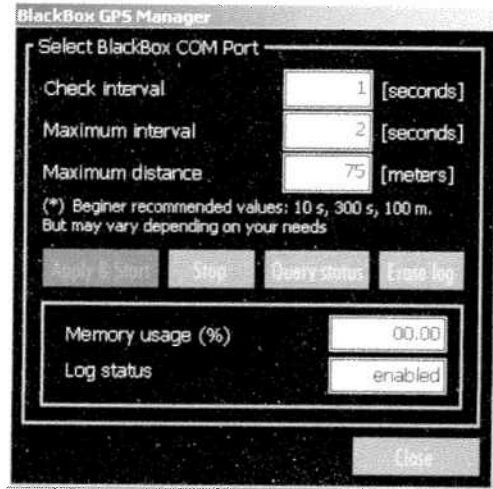 BlackBox GPS Manager
Select BlackBox COM Port
Check interval 1 [seconds]
Maximum interval 2 [seconds]
Maximum distance 75 [meters]
(*) Beginer recommended values: 10 s, 300 s, 100 m.
But may vary depending on your needs
Apply & Start Stop Query status Erase log
Memory usage (%) 00.00
Log status enabled
Close